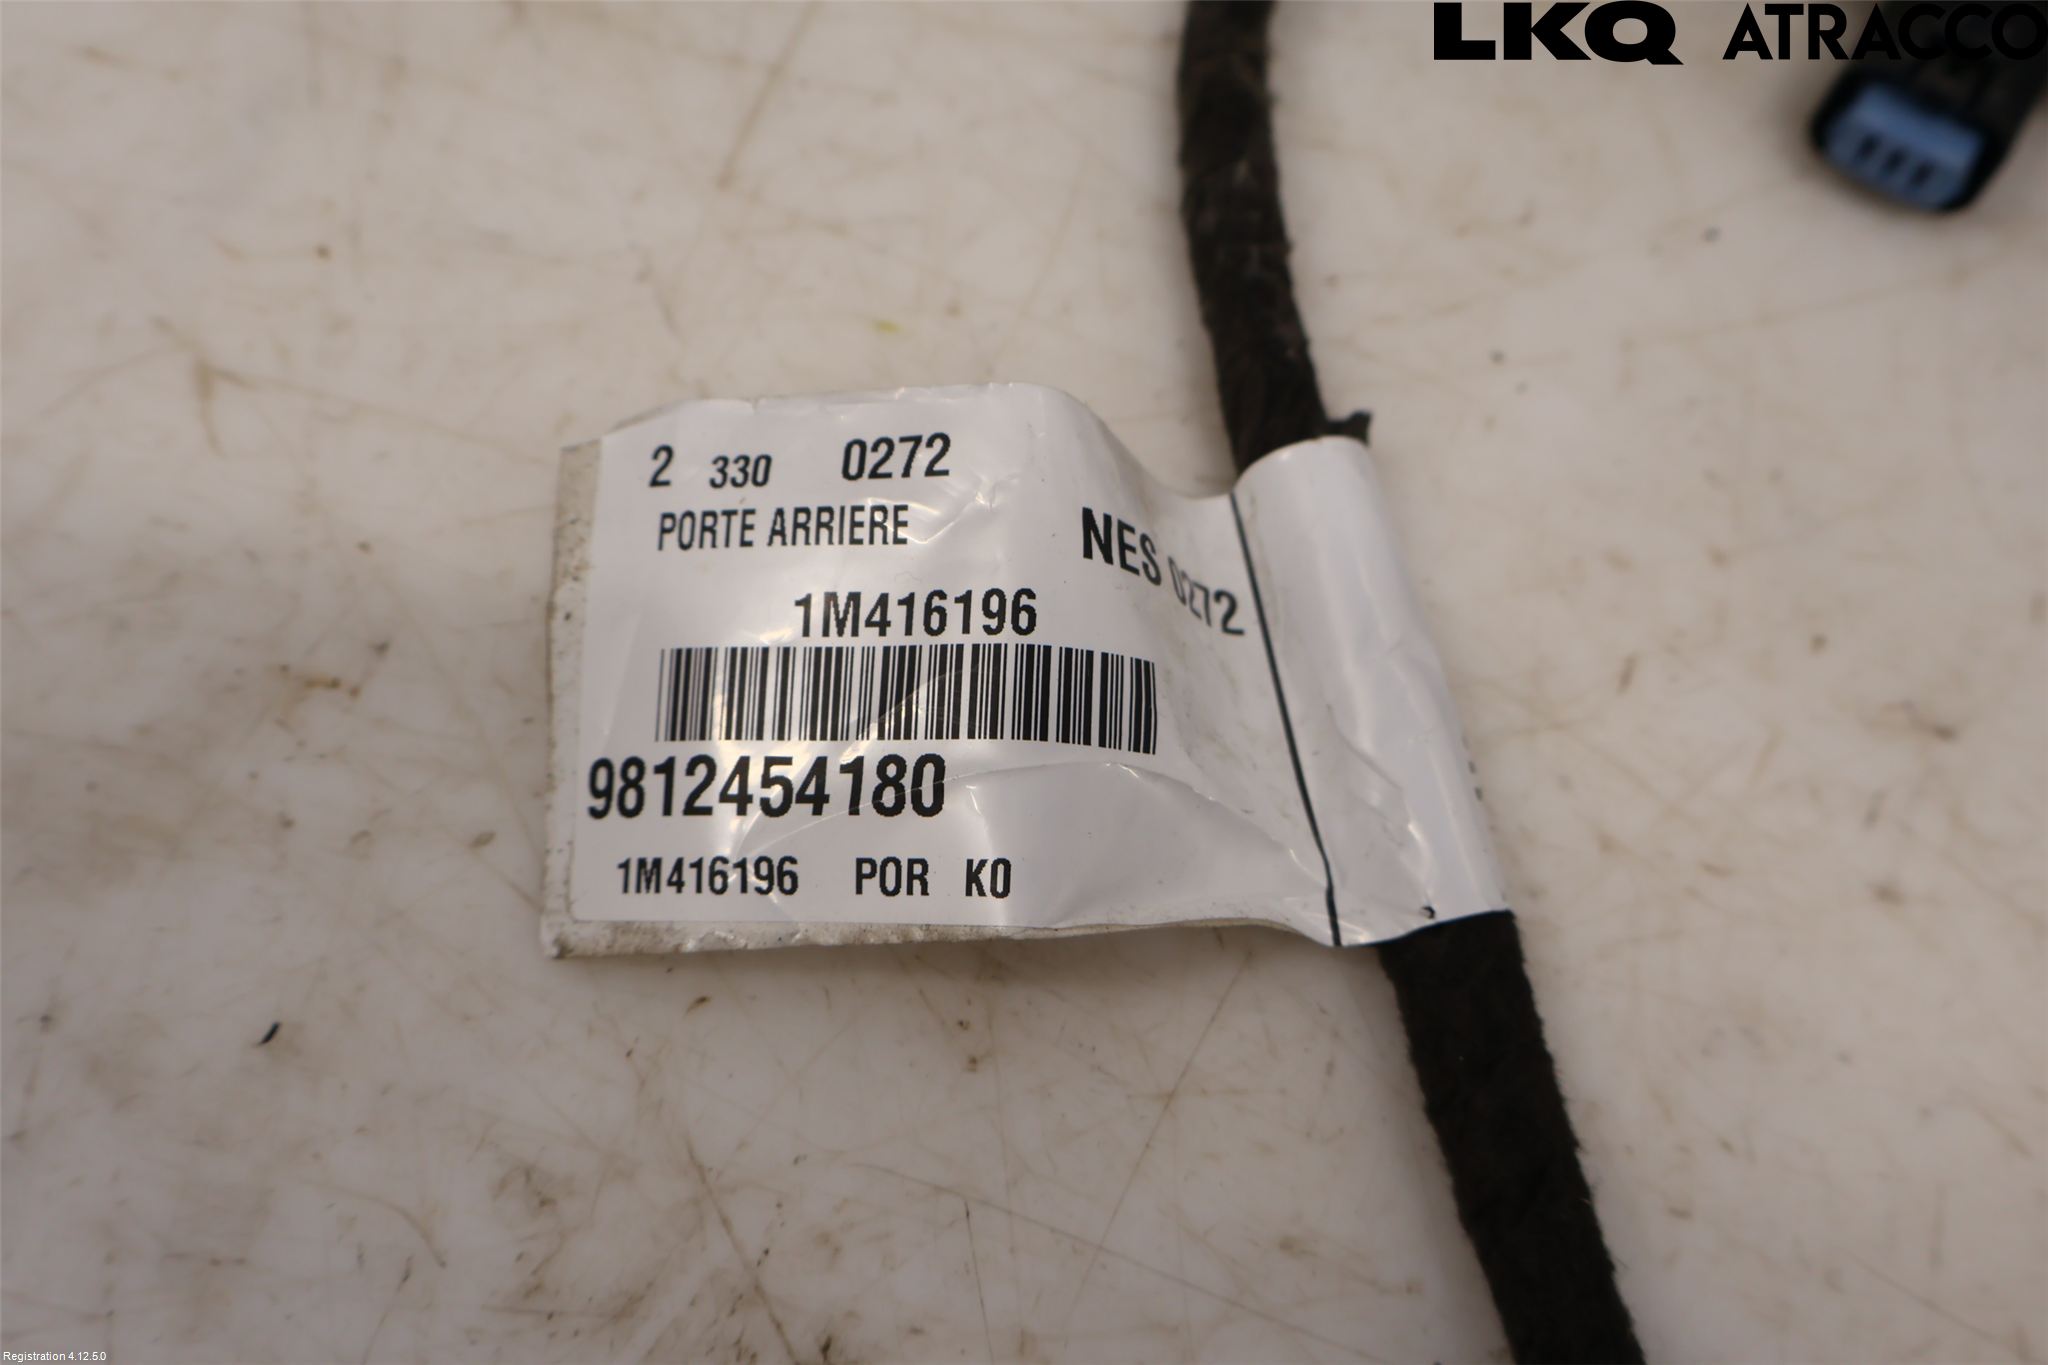 LKQ ATRACCO
2 330 0272
PORTE ARRIERE
NES 0272
1M416196
9812454180
1M416196 POR K0
Registration 4.12.5.0